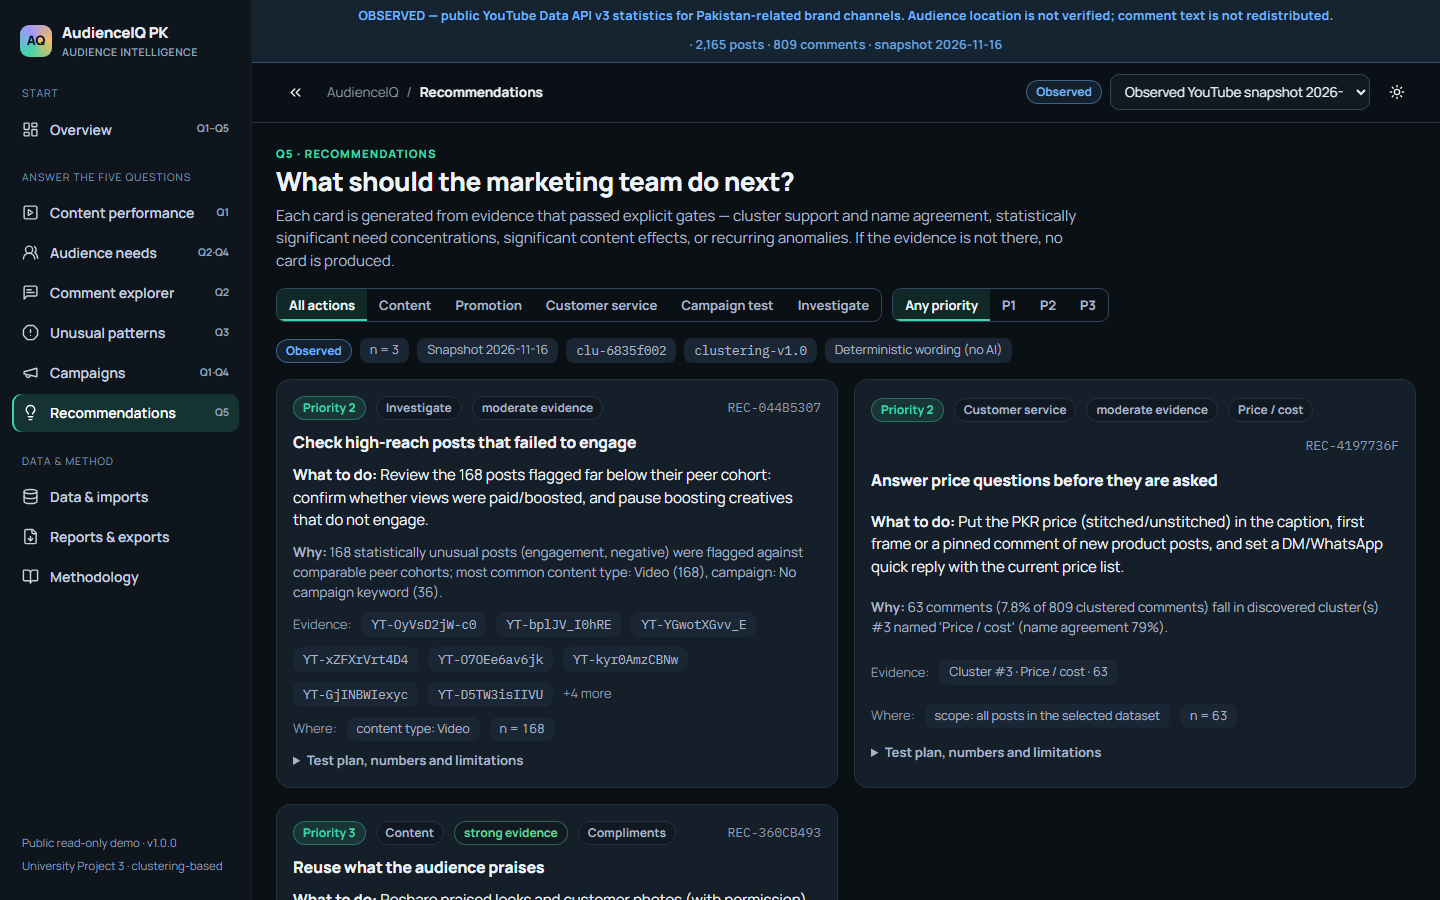 AQ
AudienceIQ PK
AUDIENCE INTELLIGENCE
START
Overview Q1–Q5
ANSWER THE FIVE QUESTIONS
Content performance Q1
Audience needs Q2·Q4
Comment explorer Q2
Unusual patterns Q3
Campaigns Q1·Q4
Recommendations Q5
DATA & METHOD
Data & imports
Reports & exports
Methodology
Public read-only demo · v1.0.0
University Project 3 · clustering-based
OBSERVED — public YouTube Data API v3 statistics for Pakistan-related brand channels. Audience location is not verified; comment text is not redistributed.
· 2,165 posts · 809 comments · snapshot 2026-11-16
« AudienceIQ / Recommendations
Observed
Observed YouTube snapshot 2026-
Q5 · RECOMMENDATIONS
What should the marketing team do next?
Each card is generated from evidence that passed explicit gates — cluster support and name agreement, statistically
significant need concentrations, significant content effects, or recurring anomalies. If the evidence is not there, no
card is produced.
All actions Content Promotion Customer service Campaign test Investigate
Any priority P1 P2 P3
Observed n = 3 Snapshot 2026-11-16 clu-6835f002 clustering-v1.0 Deterministic wording (no AI)
Priority 2 Investigate moderate evidence REC-044B5307
Check high-reach posts that failed to engage
What to do: Review the 168 posts flagged far below their peer cohort:
confirm whether views were paid/boosted, and pause boosting creatives
that do not engage.
Why: 168 statistically unusual posts (engagement, negative) were flagged against
comparable peer cohorts; most common content type: Video (168), campaign: No
campaign keyword (36).
Evidence: YT-OyVsD2jW-c0 YT-bplJV_I0hRE YT-YGwotXGvv_E
YT-xZFXrVrt4D4 YT-O7OEe6av6jk YT-kyr0AmzCBNw
YT-GjINBWIexyc YT-D5TW3isIIVU +4 more
Where: content type: Video n = 168
▶ Test plan, numbers and limitations
Priority 2 Customer service moderate evidence Price / cost
REC-4197736F
Answer price questions before they are asked
What to do: Put the PKR price (stitched/unstitched) in the caption, first
frame or a pinned comment of new product posts, and set a DM/WhatsApp
quick reply with the current price list.
Why: 63 comments (7.8% of 809 clustered comments) fall in discovered cluster(s)
#3 named 'Price / cost' (name agreement 79%).
Evidence: Cluster #3 · Price / cost · 63
Where: scope: all posts in the selected dataset n = 63
▶ Test plan, numbers and limitations
Priority 3 Content strong evidence Compliments REC-360CB493
Reuse what the audience praises
What to do: Reshare praised looks and customer photos (with permission)